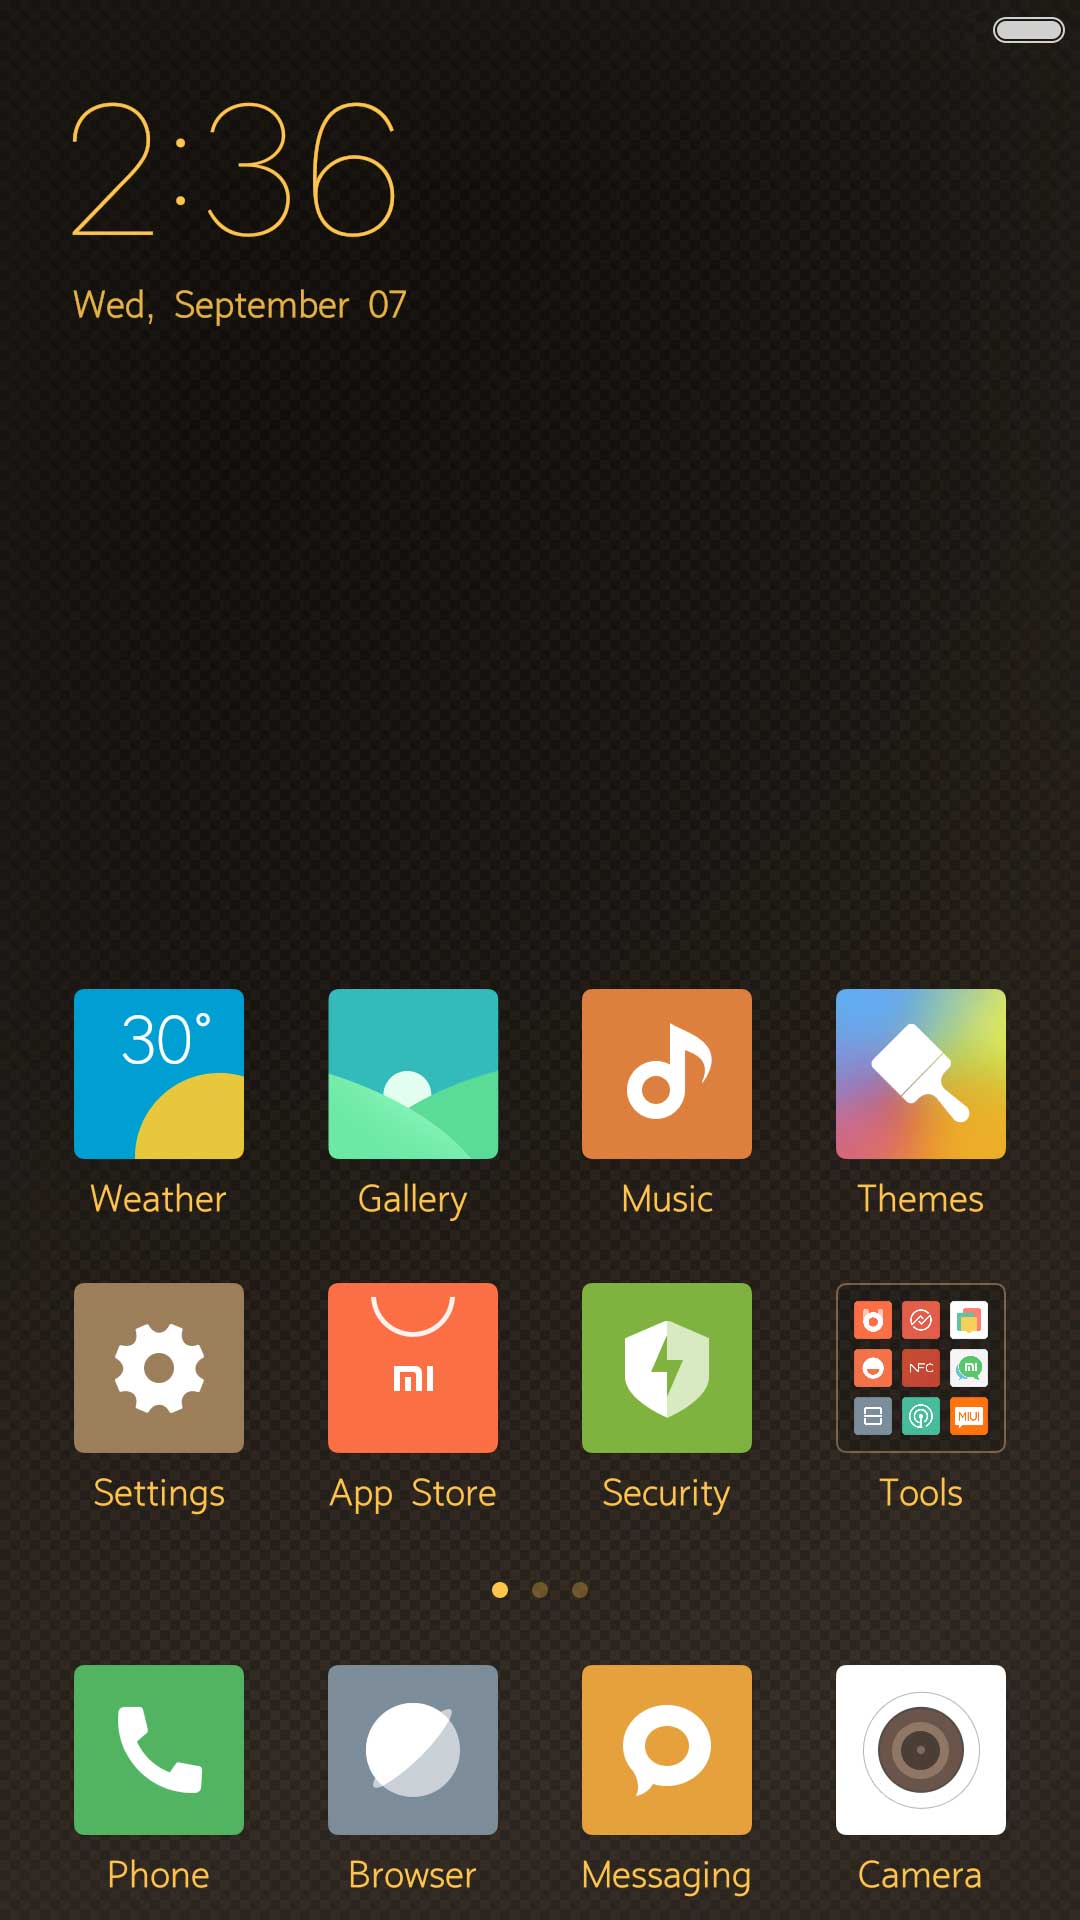 2:36
Wed, September 07
30°
Weather Gallery Music Themes
mi
NFC
mi
MIUI
Settings App Store Security Tools
Phone Browser Messaging Camera